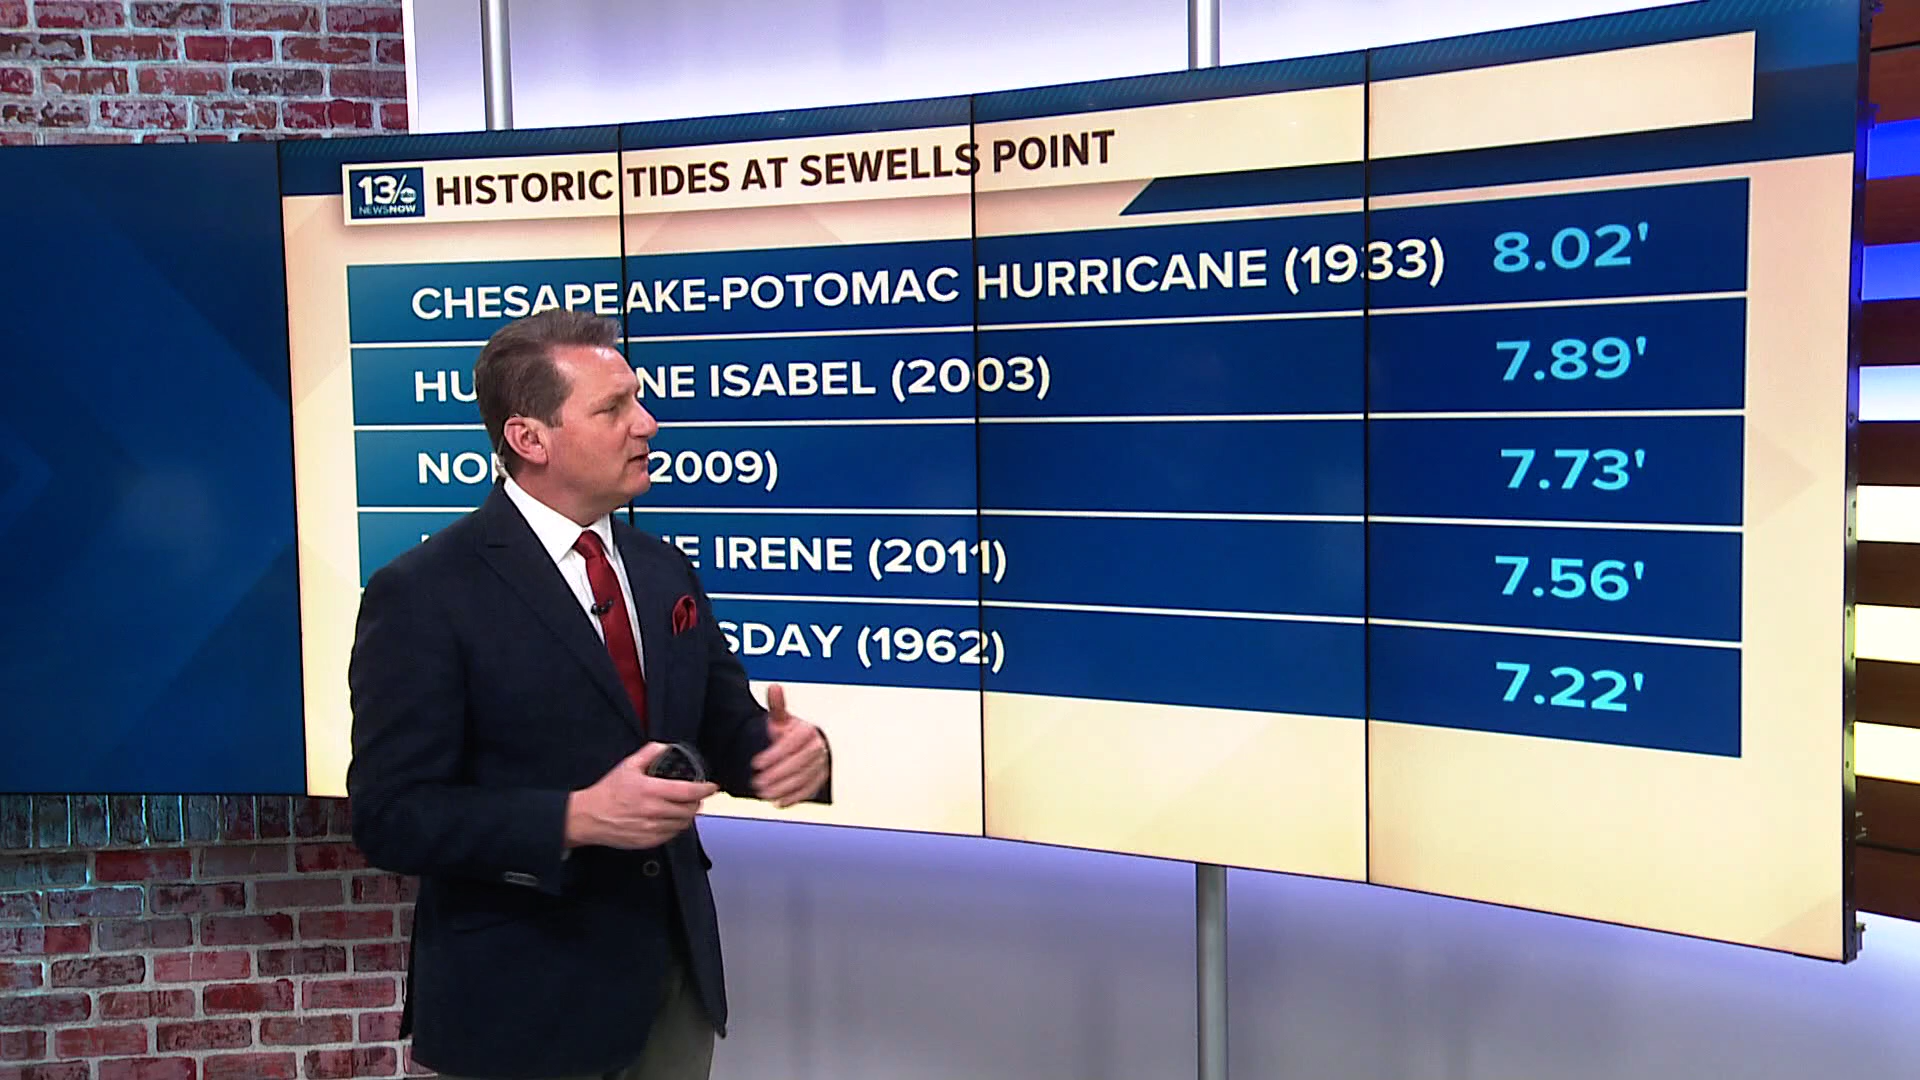 13 abc
NEWSNOW
HISTORIC TIDES AT SEWELLS POINT
CHESAPEAKE-POTOMAC HURRICANE (1933) 8.02'
HU NE ISABEL (2003) 7.89'
NO 2009) 7.73'
E IRENE (2011) 7.56'
SDAY (1962) 7.22'